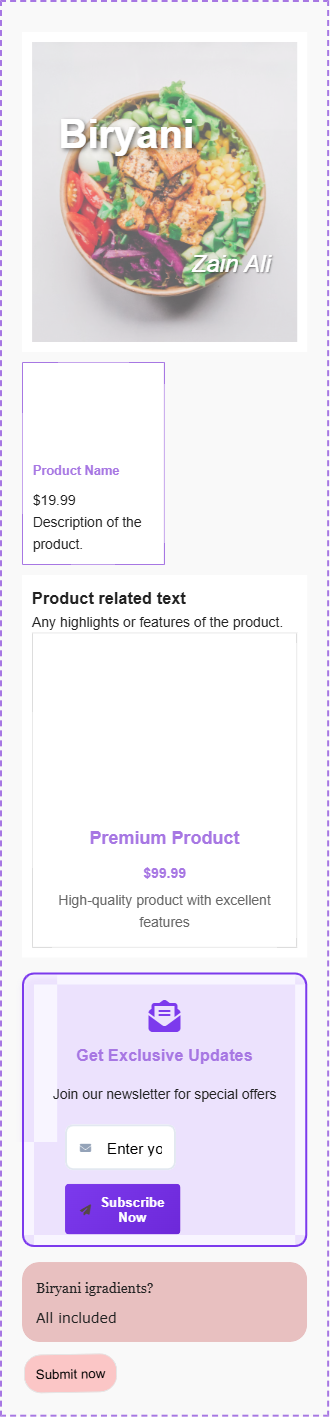 Biryani
Zain Ali
Product Name
$19.99
Description of the
product.
Product related text
Any highlights or features of the product.
Premium Product
$99.99
High-quality product with excellent
features
Get Exclusive Updates
Join our newsletter for special offers
Enter yo
Subscribe
Now
Biryani igradients?
All included
Submit now